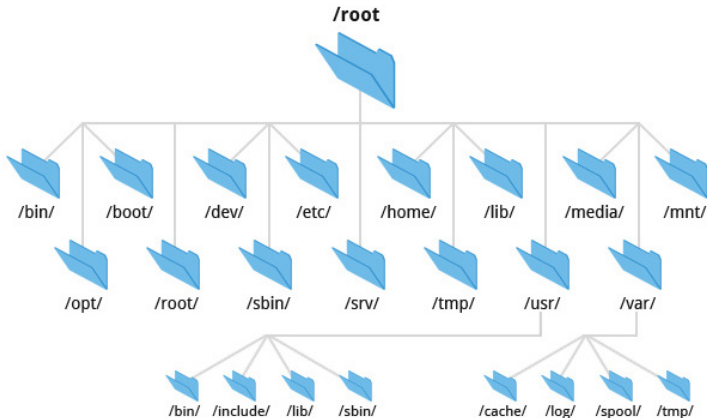 /root
/bin/ /boot/ /dev/ /etc/ /home/ /lib/ /media/ /mnt/
/opt/ /root/ /sbin/ /srv/ /tmp/ /usr/ /var/
/bin/ /include/ /lib/ /sbin/ /cache/ /log/ /spool/ /tmp/